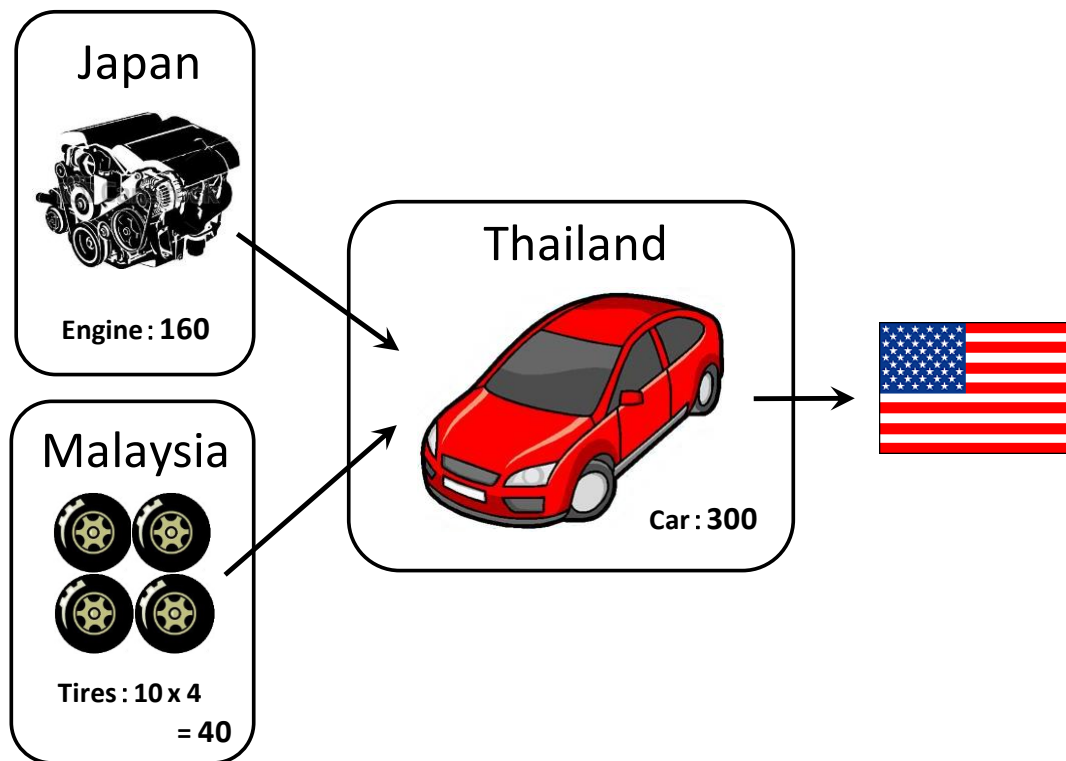 Japan
Engine : 160
Malaysia
Tires : 10 x 4
= 40
Thailand
Car : 300